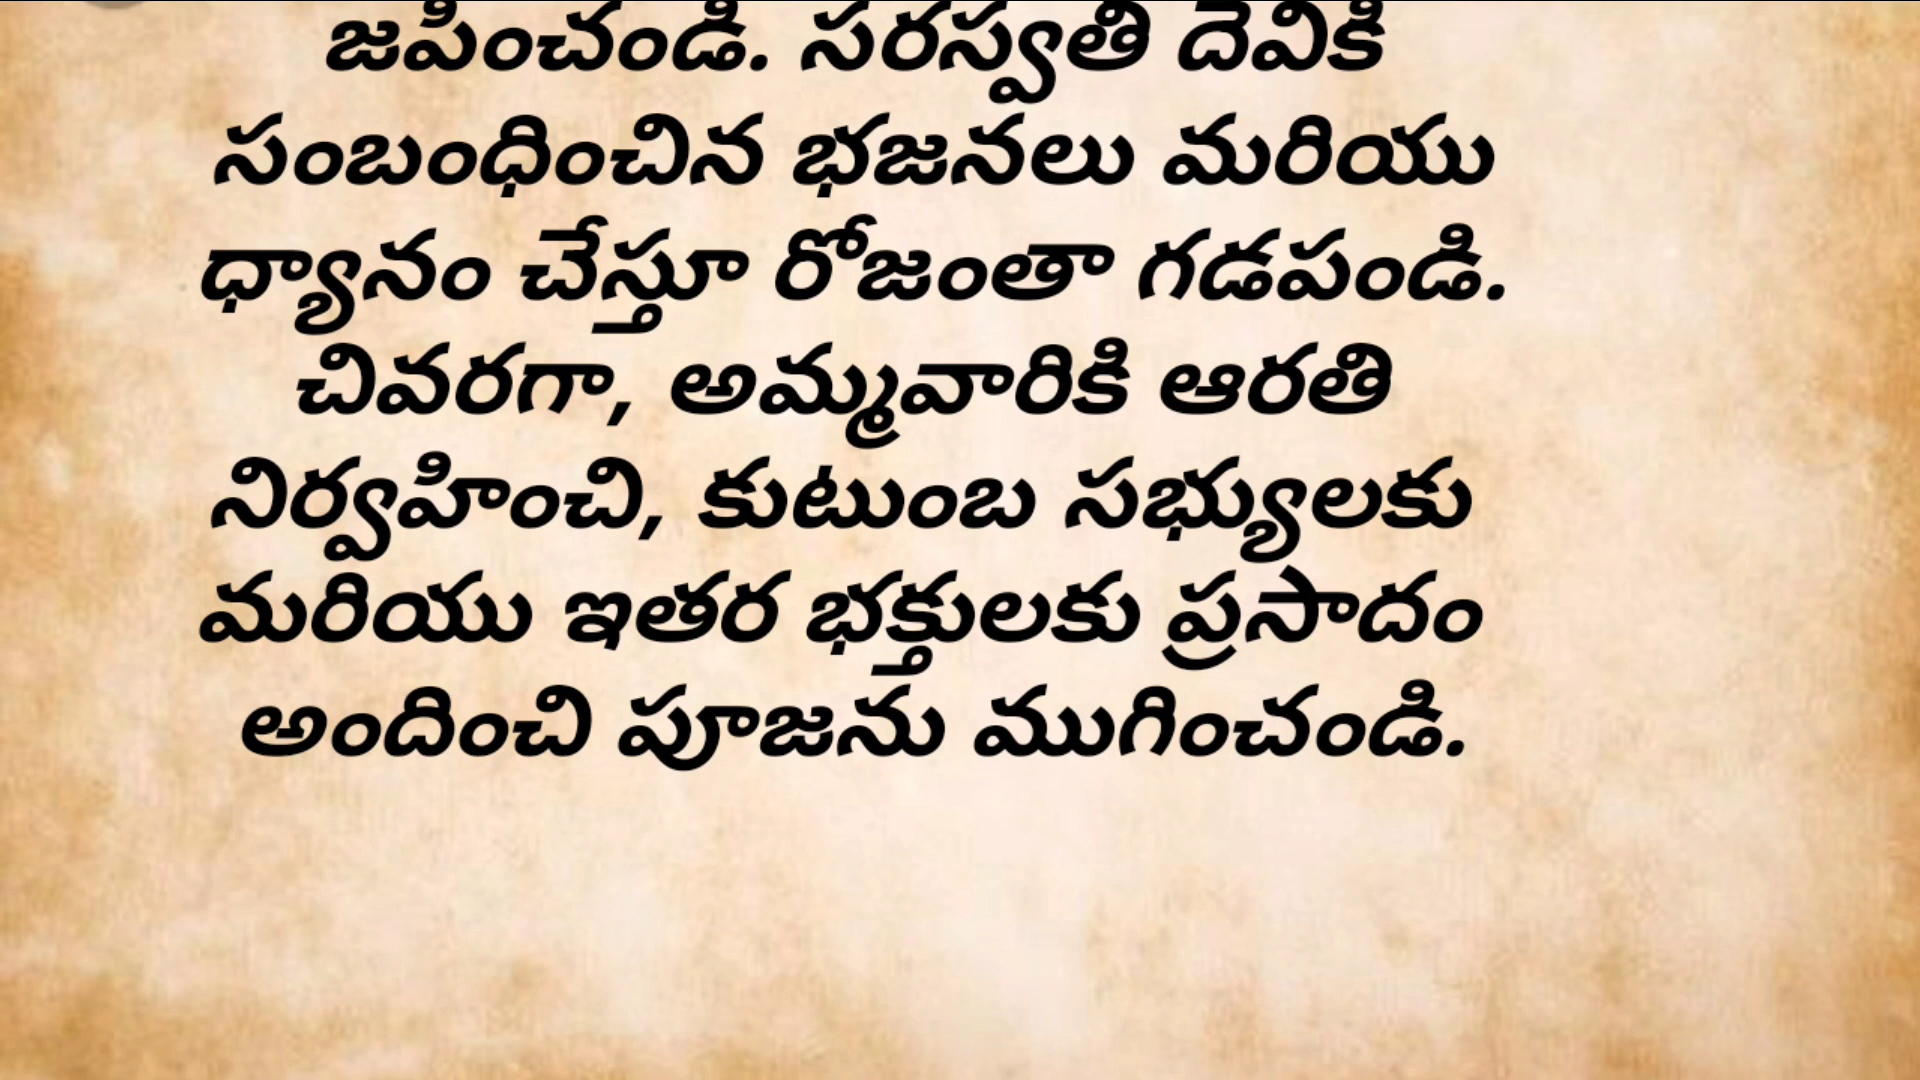 జపించండి. సరస్వతి దేవికి
సంబంధించిన భజనలు మరియు
ధ్యానం చేస్తూ రోజంతా గడపండి.
చివరగా, అమ్మవారికి ఆరతి
నిర్వహించి, కుటుంబ సభ్యులకు
మరియు ఇతర భక్తులకు ప్రసాదం
అందించి పూజను ముగించండి.